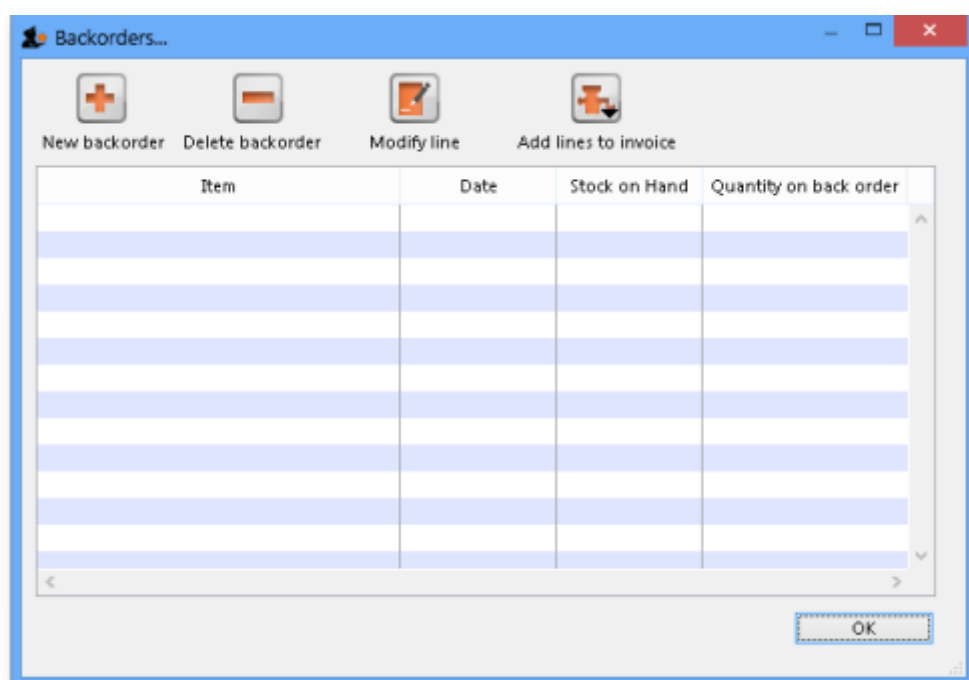 Backorders...
New backorder Delete backorder Modify line Add lines to invoice
Item Date Stock on Hand Quantity on back order
OK